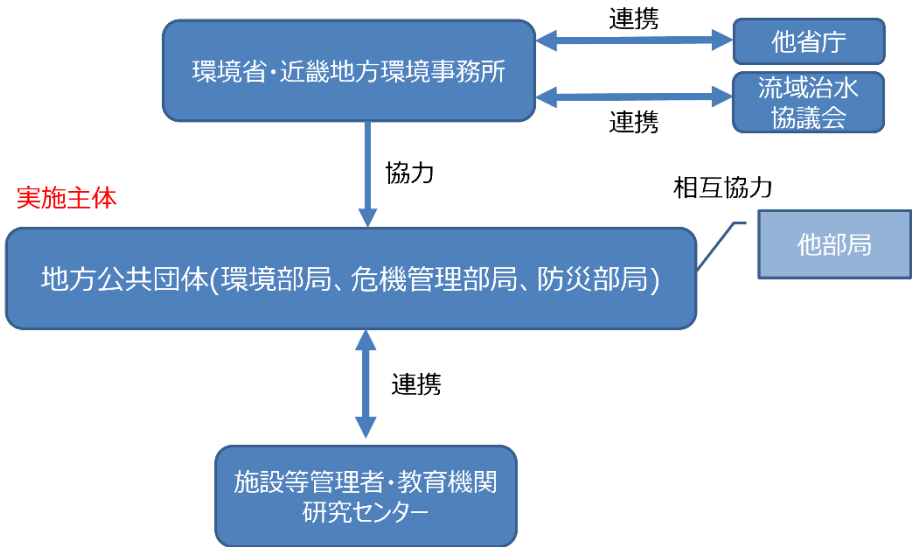 連携
他省庁
環境省・近畿地方環境事務所
流域治水
協議会
連携
協力
実施主体
相互協力
他部局
地方公共団体(環境部局、危機管理部局、防災部局)
連携
施設等管理者・教育機関
研究センター